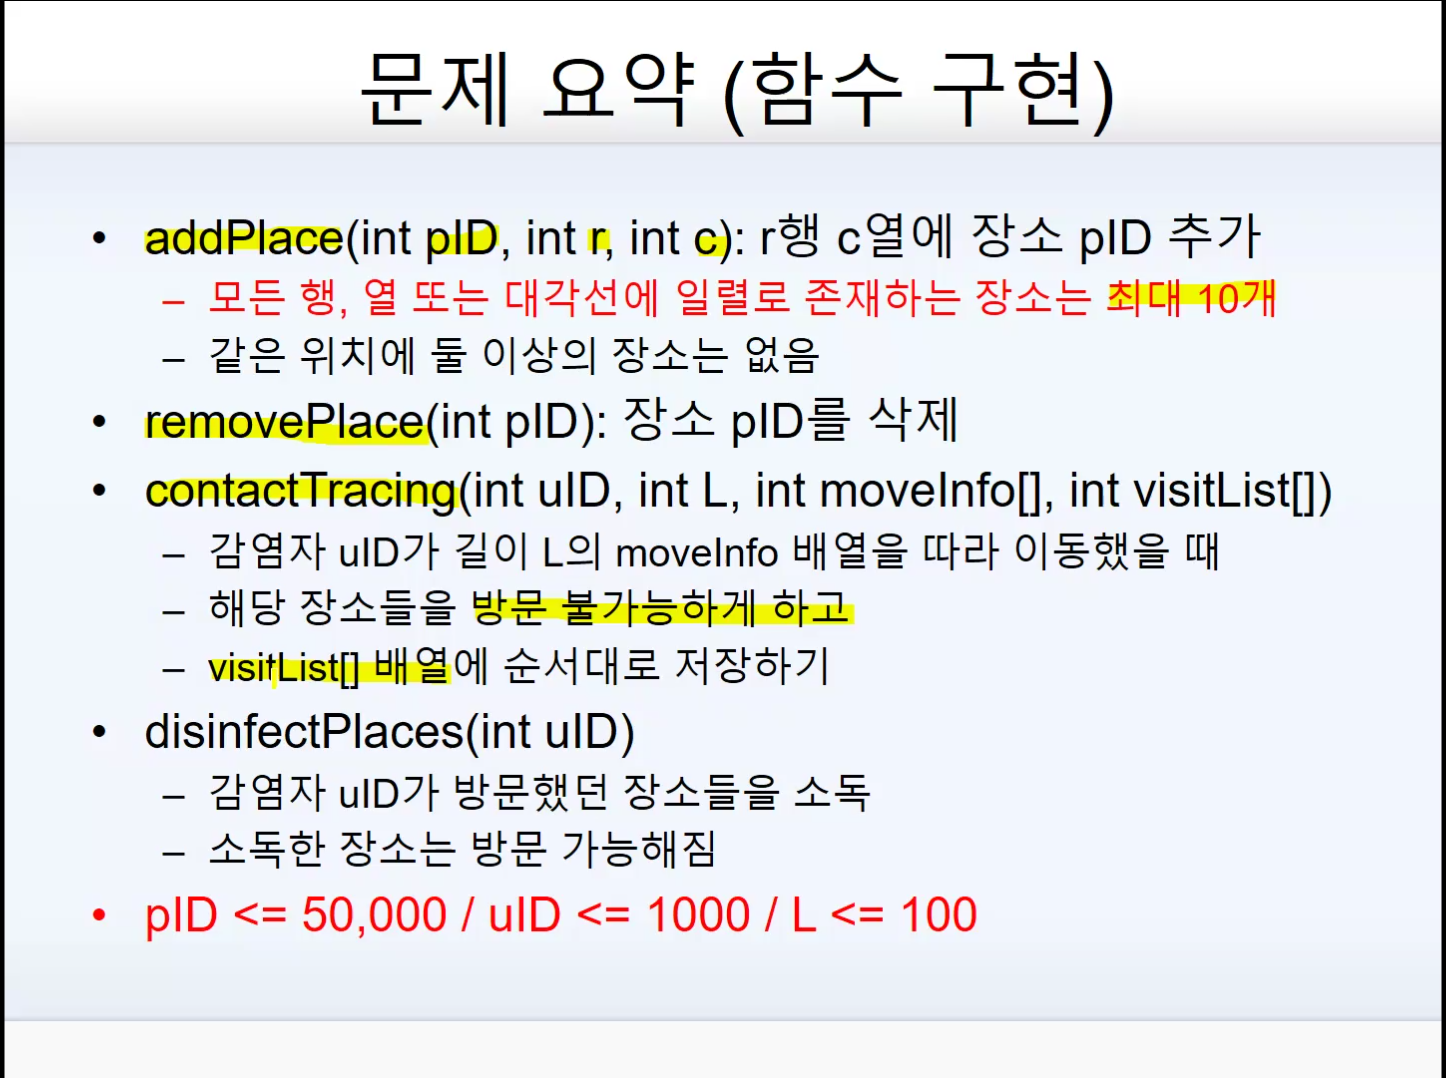 문제 요약 (함수 구현)
• addPlace(int pID, int r, int c): r행 c열에 장소 pID 추가
– 모든 행, 열 또는 대각선에 일렬로 존재하는 장소는 최대 10개
– 같은 위치에 둘 이상의 장소는 없음
• removePlace(int pID): 장소 pID를 삭제
• contactTracing(int uID, int L, int moveInfo[], int visitList[])
– 감염자 uID가 길이 L의 moveInfo 배열을 따라 이동했을 때
– 해당 장소들을 방문 불가능하게 하고
– visitList[] 배열에 순서대로 저장하기
• disinfectPlaces(int uID)
– 감염자 uID가 방문했던 장소들을 소독
– 소독한 장소는 방문 가능해짐
• pID <= 50,000 / uID <= 1000 / L <= 100